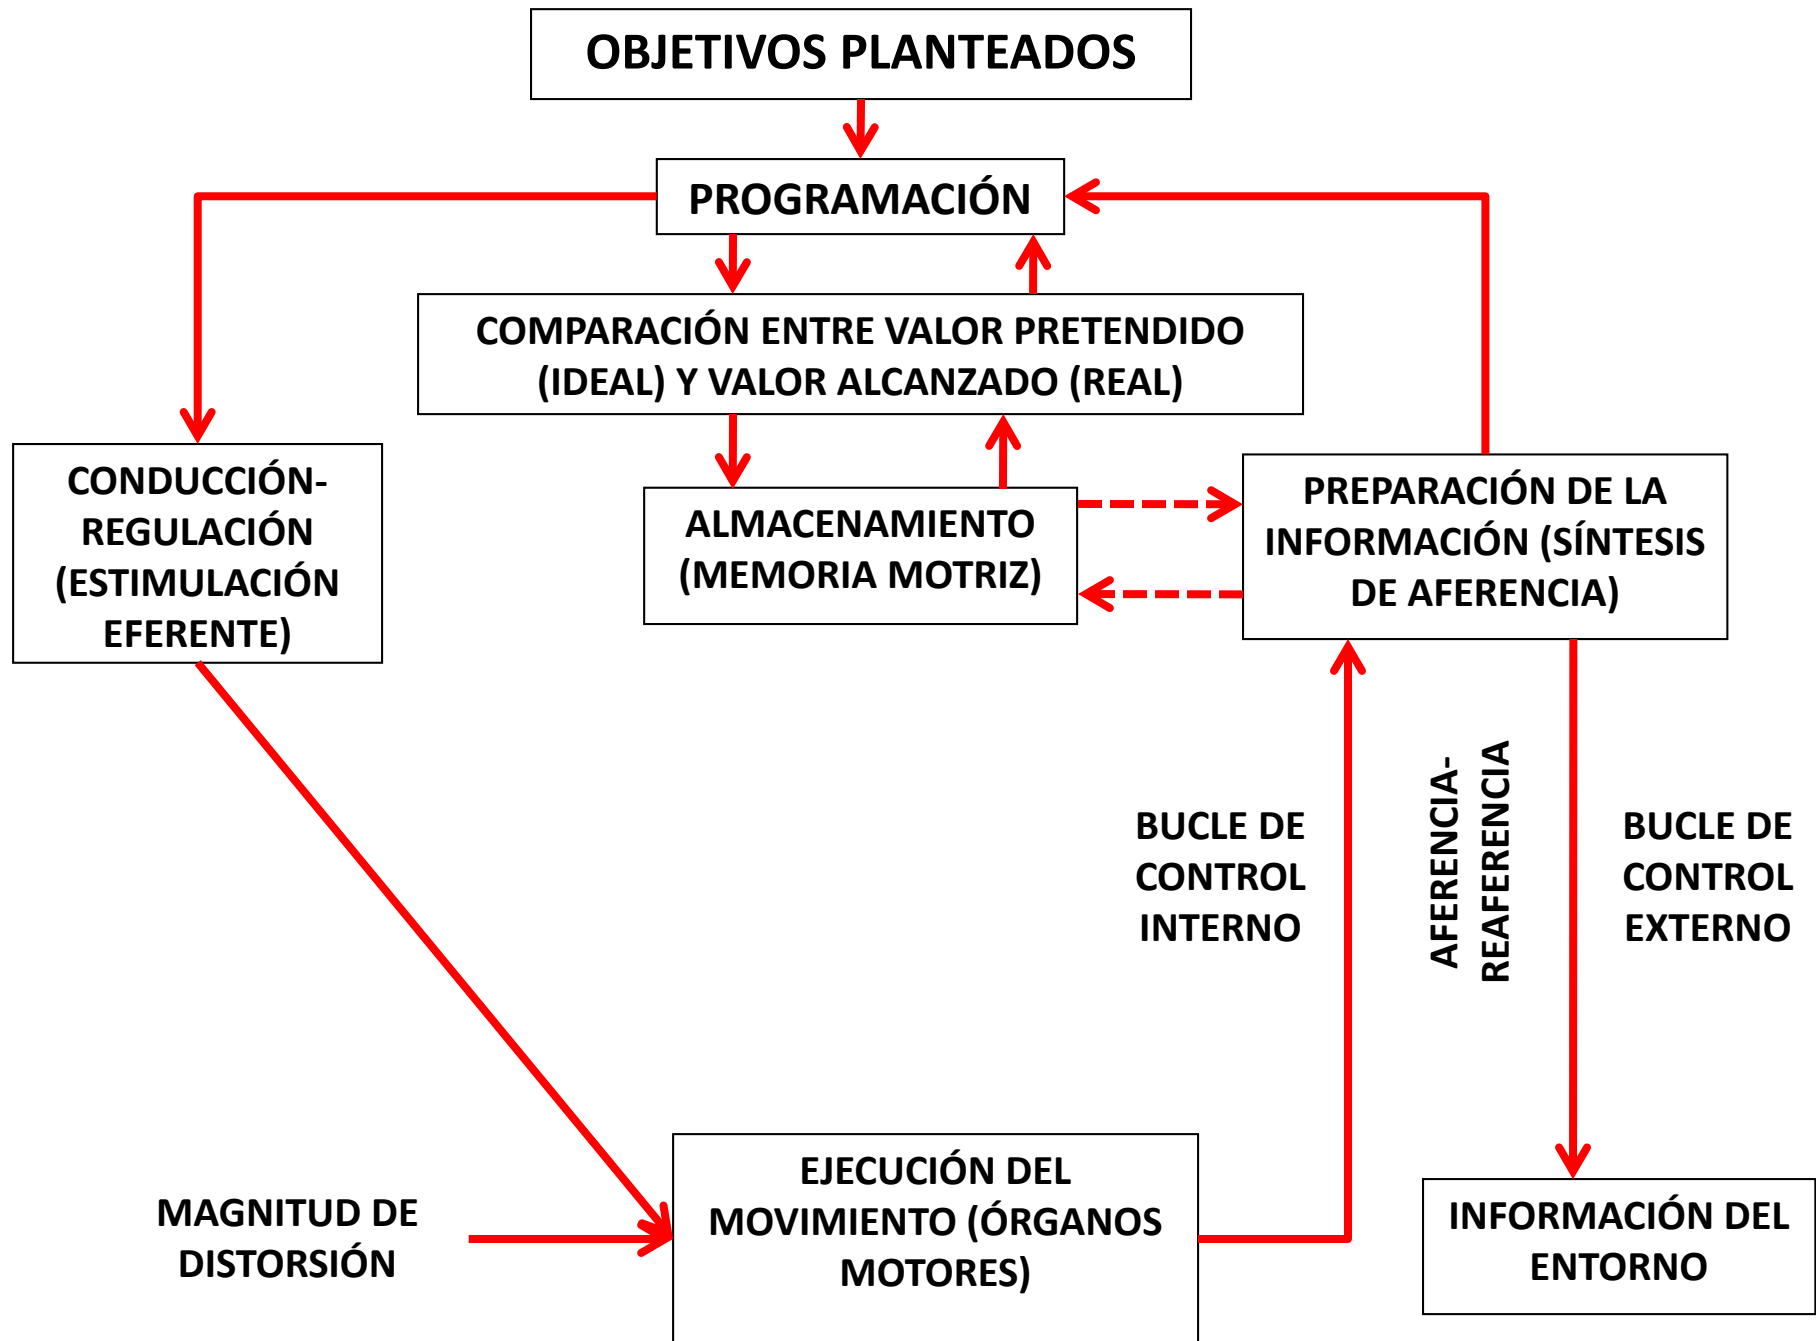 OBJETIVOS PLANTEADOS
PROGRAMACIÓN
COMPARACIÓN ENTRE VALOR PRETENDIDO
(IDEAL) Y VALOR ALCANZADO (REAL)
CONDUCCIÓN-
REGULACIÓN
(ESTIMULACIÓN
EFERENTE)
ALMACENAMIENTO
(MEMORIA MOTRIZ)
PREPARACIÓN DE LA
INFORMACIÓN (SÍNTESIS
DE AFERENCIA)
BUCLE DE
CONTROL
INTERNO
AFERENCIA-
REAFERENCIA
BUCLE DE
CONTROL
EXTERNO
MAGNITUD DE
DISTORSIÓN
EJECUCIÓN DEL
MOVIMIENTO (ÓRGANOS
MOTORES)
INFORMACIÓN DEL
ENTORNO